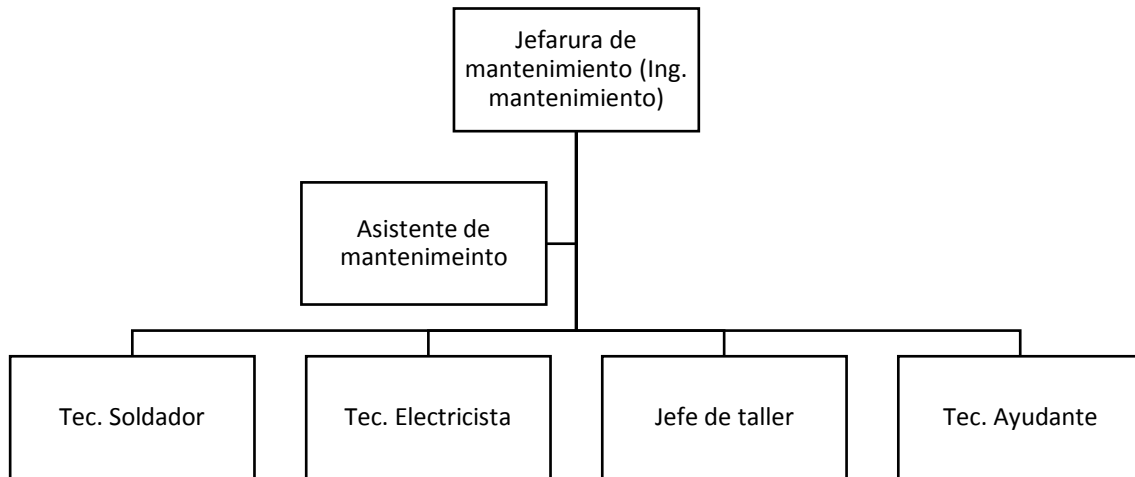 Jefarura de
mantenimiento (Ing.
mantenimiento)
Asistente de
mantenimeinto
Tec. Soldador
Tec. Electricista
Jefe de taller
Tec. Ayudante